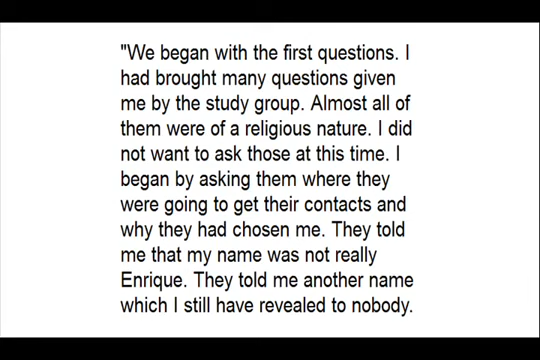 "We began with the first questions. I
had brought many questions given
me by the study group. Almost all of
them were of a religious nature. I did
not want to ask those at this time. I
began by asking them where they
were going to get their contacts and
why they had chosen me. They told
me that my name was not really
Enrique. They told me another name
which I still have revealed to nobody.